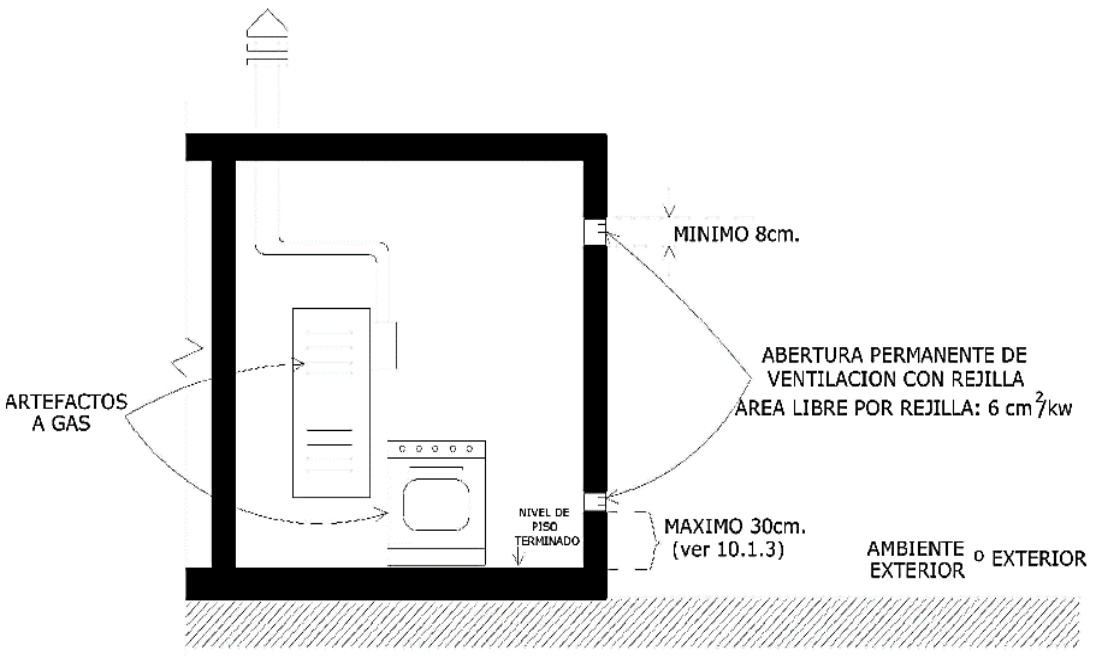 MINIMO 8cm.
ABERTURA PERMANENTE DE
VENTILACION CON REJILLA
AREA LIBRE POR REJILLA: 6 cm²/kw
ARTEFACTOS
A GAS
NIVEL DE
PISO
TERMINADO
MAXIMO 30cm.
(ver 10.1.3)
AMBIENTE
EXTERIOR
o EXTERIOR